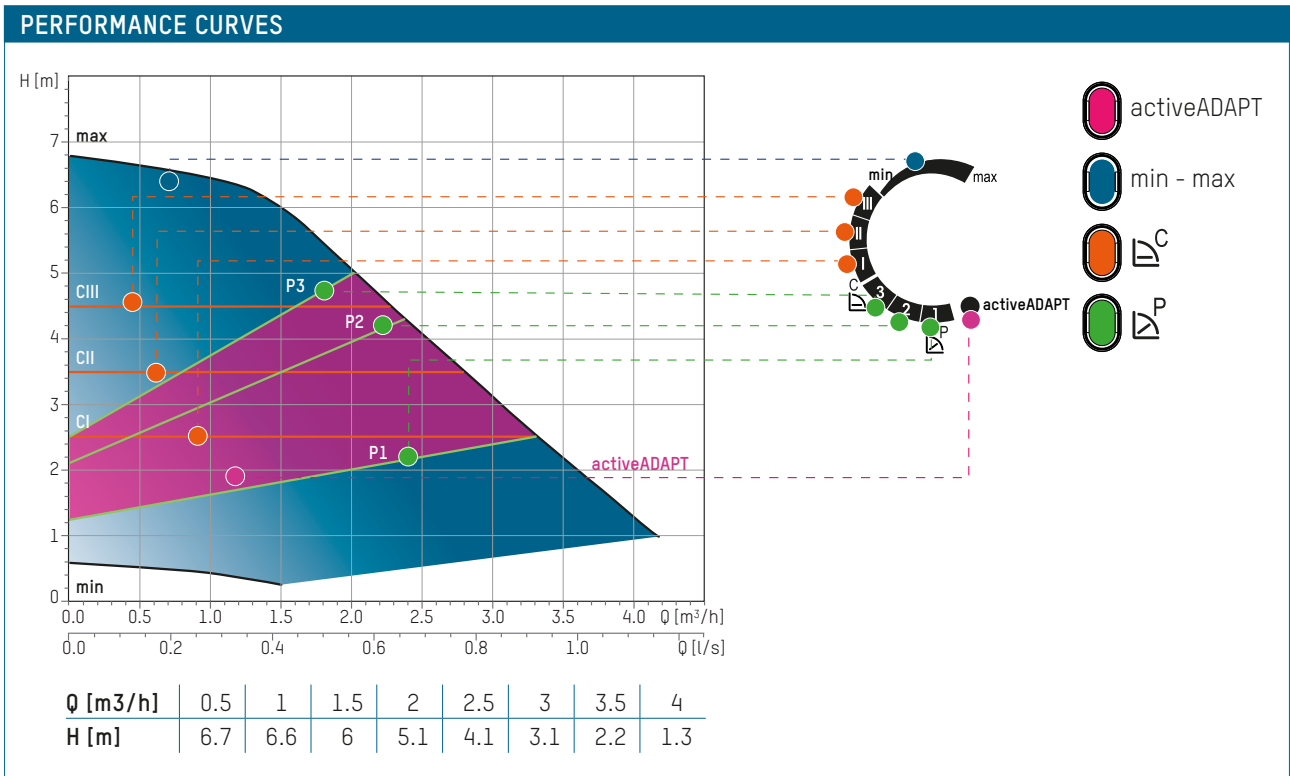 PERFORMANCE CURVES
H [m]
7
6
5
4
3
2
1
0
max
CIII
CII
CI
P3
P2
P1
activeADAPT
min
0.0 0.5 1.0 1.5 2.0 2.5 3.0 3.5 4.0 Q [m³/h]
0.0 0.2 0.4 0.6 0.8 1.0 Q [l/s]
min
max
III
II
I
C
3
2
1
P
activeADAPT
activeADAPT
min - max
C
P
Q [m3/h] 0.5 1 1.5 2 2.5 3 3.5 4
H [m] 6.7 6.6 6 5.1 4.1 3.1 2.2 1.3